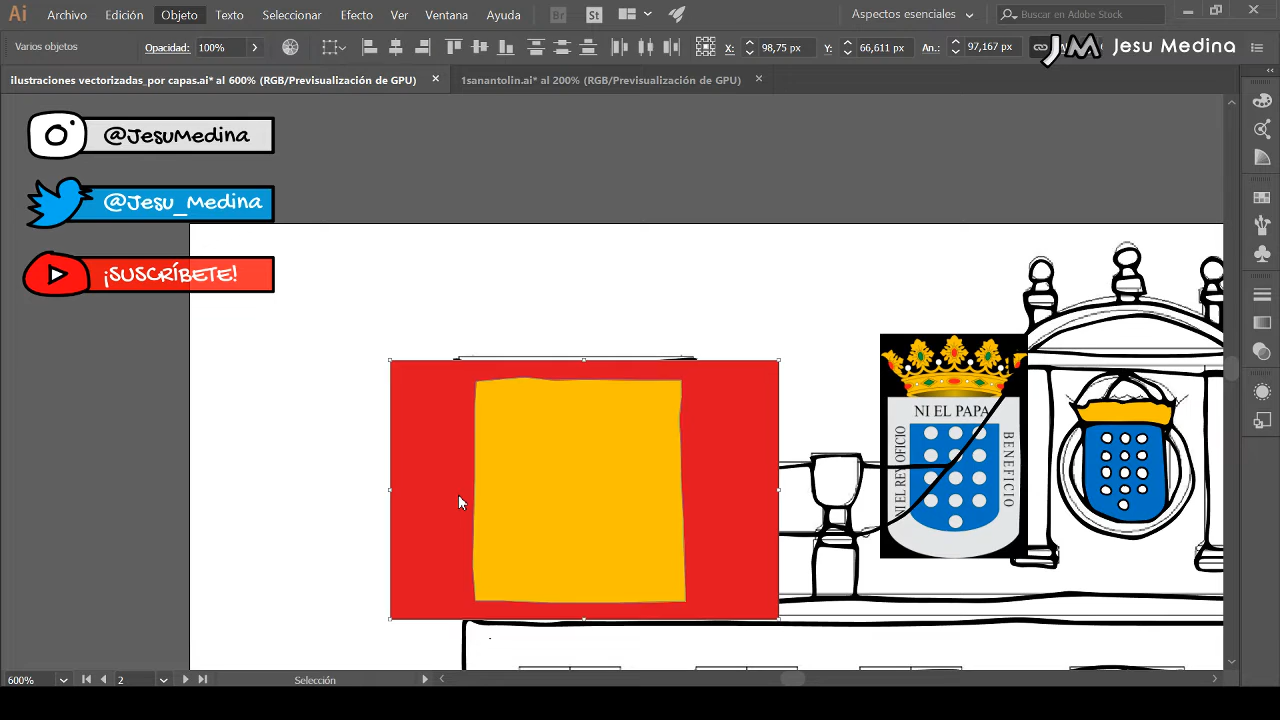 Ai Archivo Edición Objeto Texto Seleccionar Efecto Ver Ventana Ayuda Br St Aspectos esenciales Buscar en Adobe Stock
Varios objetos Opacidad: 100% X: 98,75 px Y: 66,611 px An.: 97,167 px JM Jesu Medina
ilustraciones vectorizadas_por capas.ai* al 600% (RGB/Previsualización de GPU) 1sanantolin.ai* al 200% (RGB/Previsualización de GPU)
@JesuMedina
@Jesu_Medina
¡SUSCRÍBETE!
NI EL PAPA
NI EL REY OFICIO
BENEFICIO
600% 2 Selección